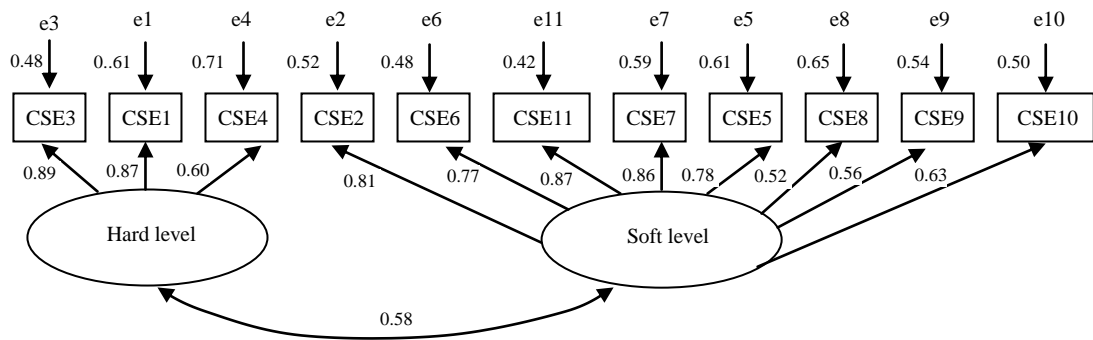 e3 e1 e4 e2 e6 e11 e7 e5 e8 e9 e10
0.48 0..61 0.71 0.52 0.48 0.42 0.59 0.61 0.65 0.54 0.50
CSE3 CSE1 CSE4 CSE2 CSE6 CSE11 CSE7 CSE5 CSE8 CSE9 CSE10
0.89 0.87 0.60 0.81 0.77 0.87 0.86 0.78 0.52 0.56 0.63
Hard level Soft level
0.58